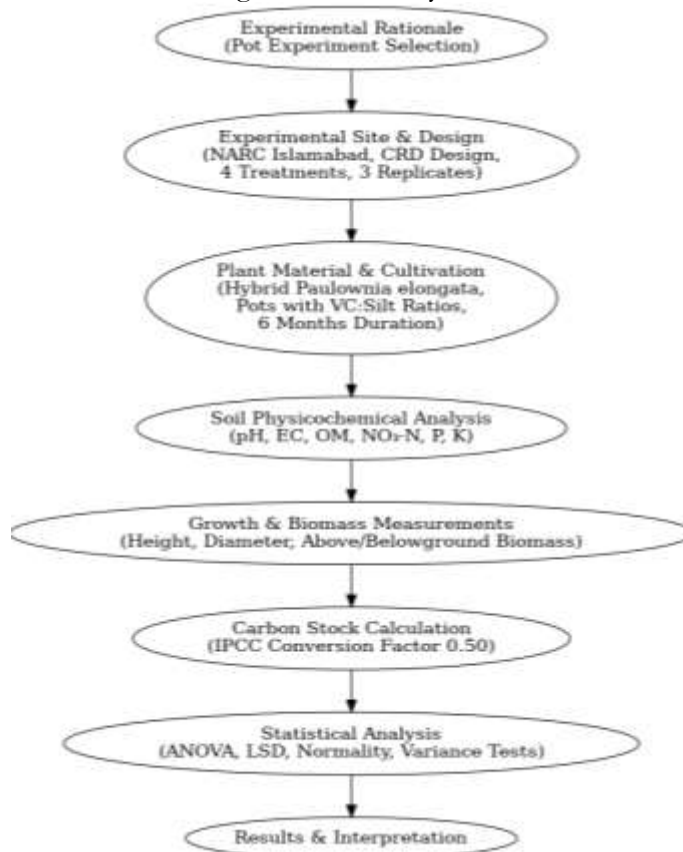 Experimental Rationale
(Pot Experiment Selection)
Experimental Site & Design
(NARC Islamabad, CRD Design,
4 Treatments, 3 Replicates)
Plant Material & Cultivation
(Hybrid Paulownia elongata,
Pots with VC:Silt Ratios,
6 Months Duration)
Soil Physicochemical Analysis
(pH, EC, OM, NO₃-N, P, K)
Growth & Biomass Measurements
(Height, Diameter, Above/Belowground Biomass)
Carbon Stock Calculation
(IPCC Conversion Factor 0.50)
Statistical Analysis
(ANOVA, LSD, Normality, Variance Tests)
Results & Interpretation